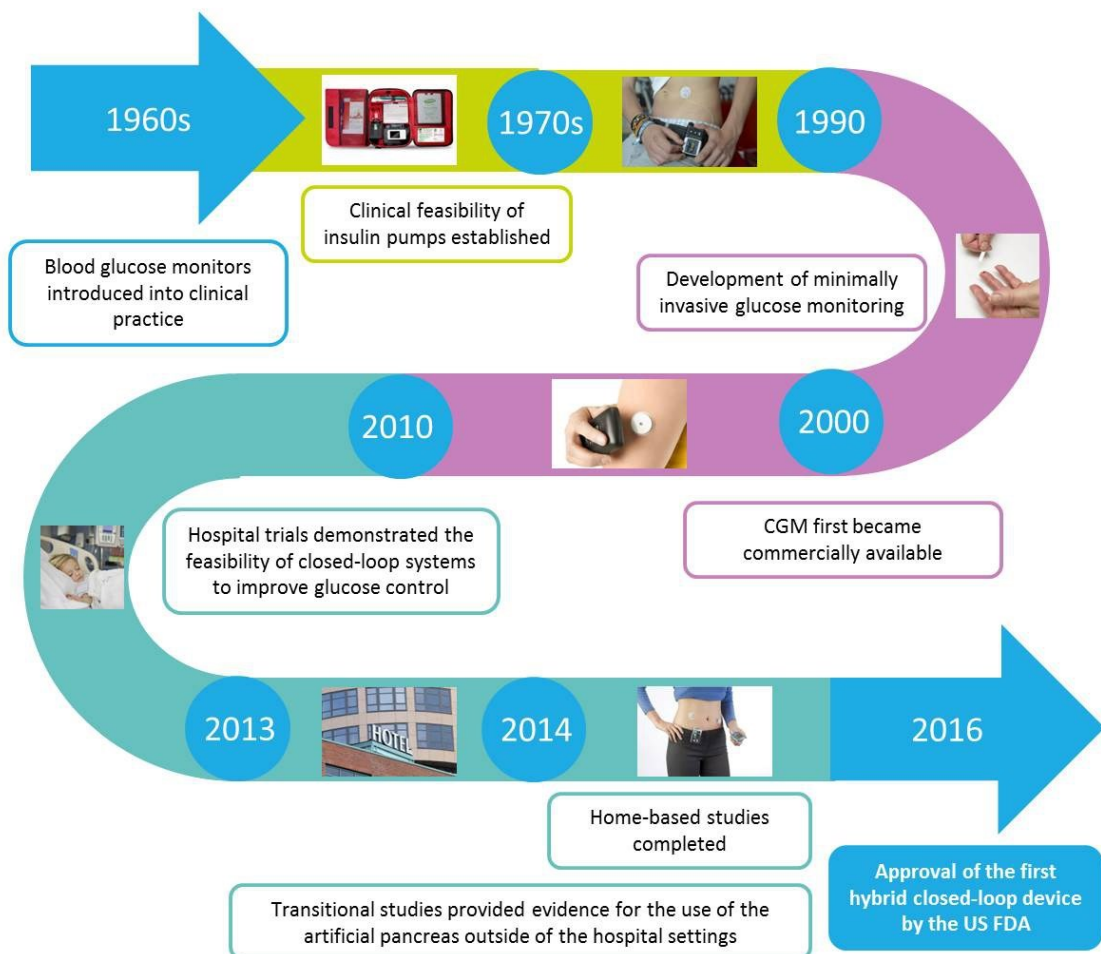 1960s
1970s
1990
Clinical feasibility of
insulin pumps established
Blood glucose monitors
introduced into clinical
practice
Development of minimally
invasive glucose monitoring
2010
2000
CGM first became
commercially available
Hospital trials demonstrated the
feasibility of closed-loop systems
to improve glucose control
2013
HOTEL
2014
2016
Home-based studies
completed
Transitional studies provided evidence for the use of the
artificial pancreas outside of the hospital settings
Approval of the first
hybrid closed-loop device
by the US FDA